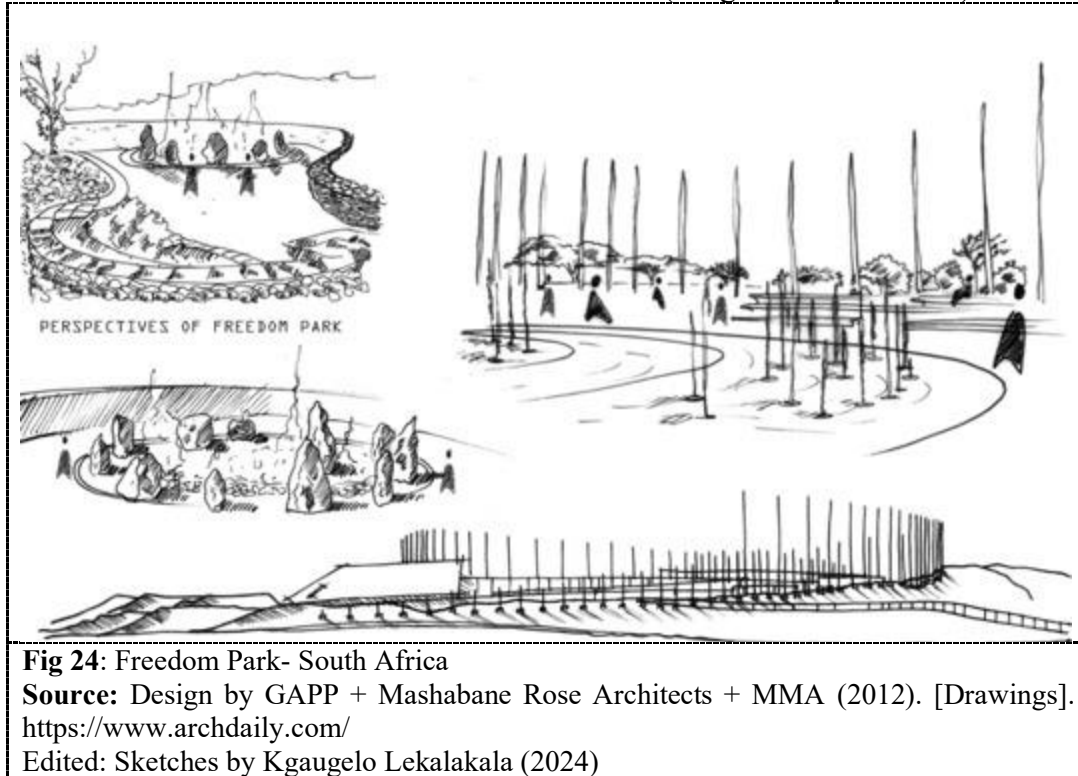 PERSPECTIVES OF FREEDOM PARK
Fig 24: Freedom Park- South Africa
Source: Design by GAPP + Mashabane Rose Architects + MMA (2012). [Drawings].
https://www.archdaily.com/
Edited: Sketches by Kgaugelo Lekalakala (2024)